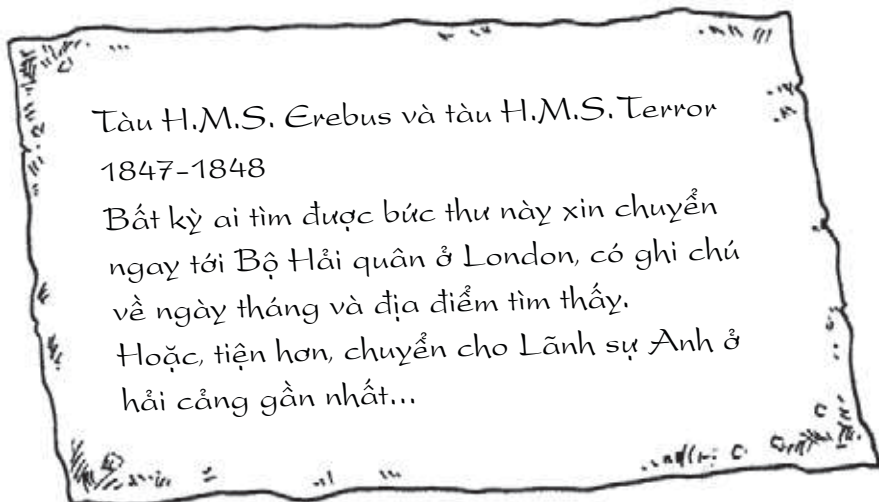 Tàu H.M.S. Erebus và tàu H.M.S. Terror
1847-1848
Bất kỳ ai tìm được bức thư này xin chuyển
ngay tới Bộ Hải quân ở London, có ghi chú
về ngày tháng và địa điểm tìm thấy.
Hoặc, tiện hơn, chuyển cho Lãnh sự Anh ở
hải cảng gần nhất...